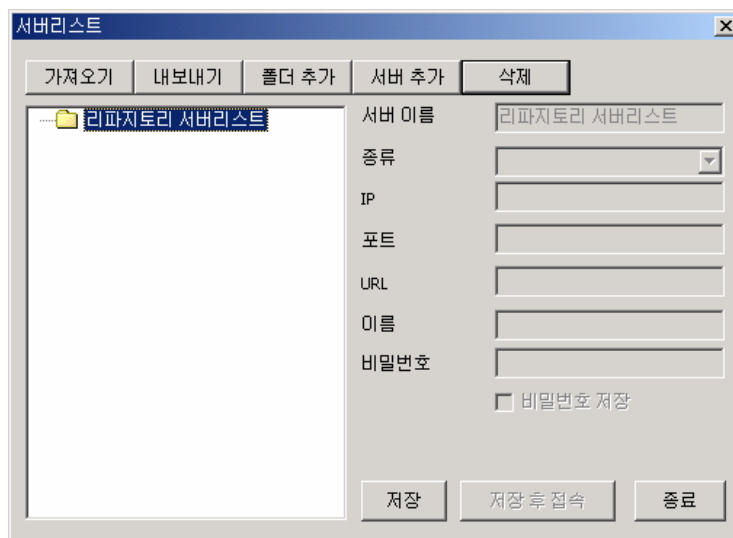 서버리스트
가져오기 내보내기 폴더 추가 서버 추가 삭제
리파지토리 서버리스트
서버 이름 리파지토리 서버리스트
종류
IP
포트
URL
이름
비밀번호
비밀번호 저장
저장 저장 후 접속 종료